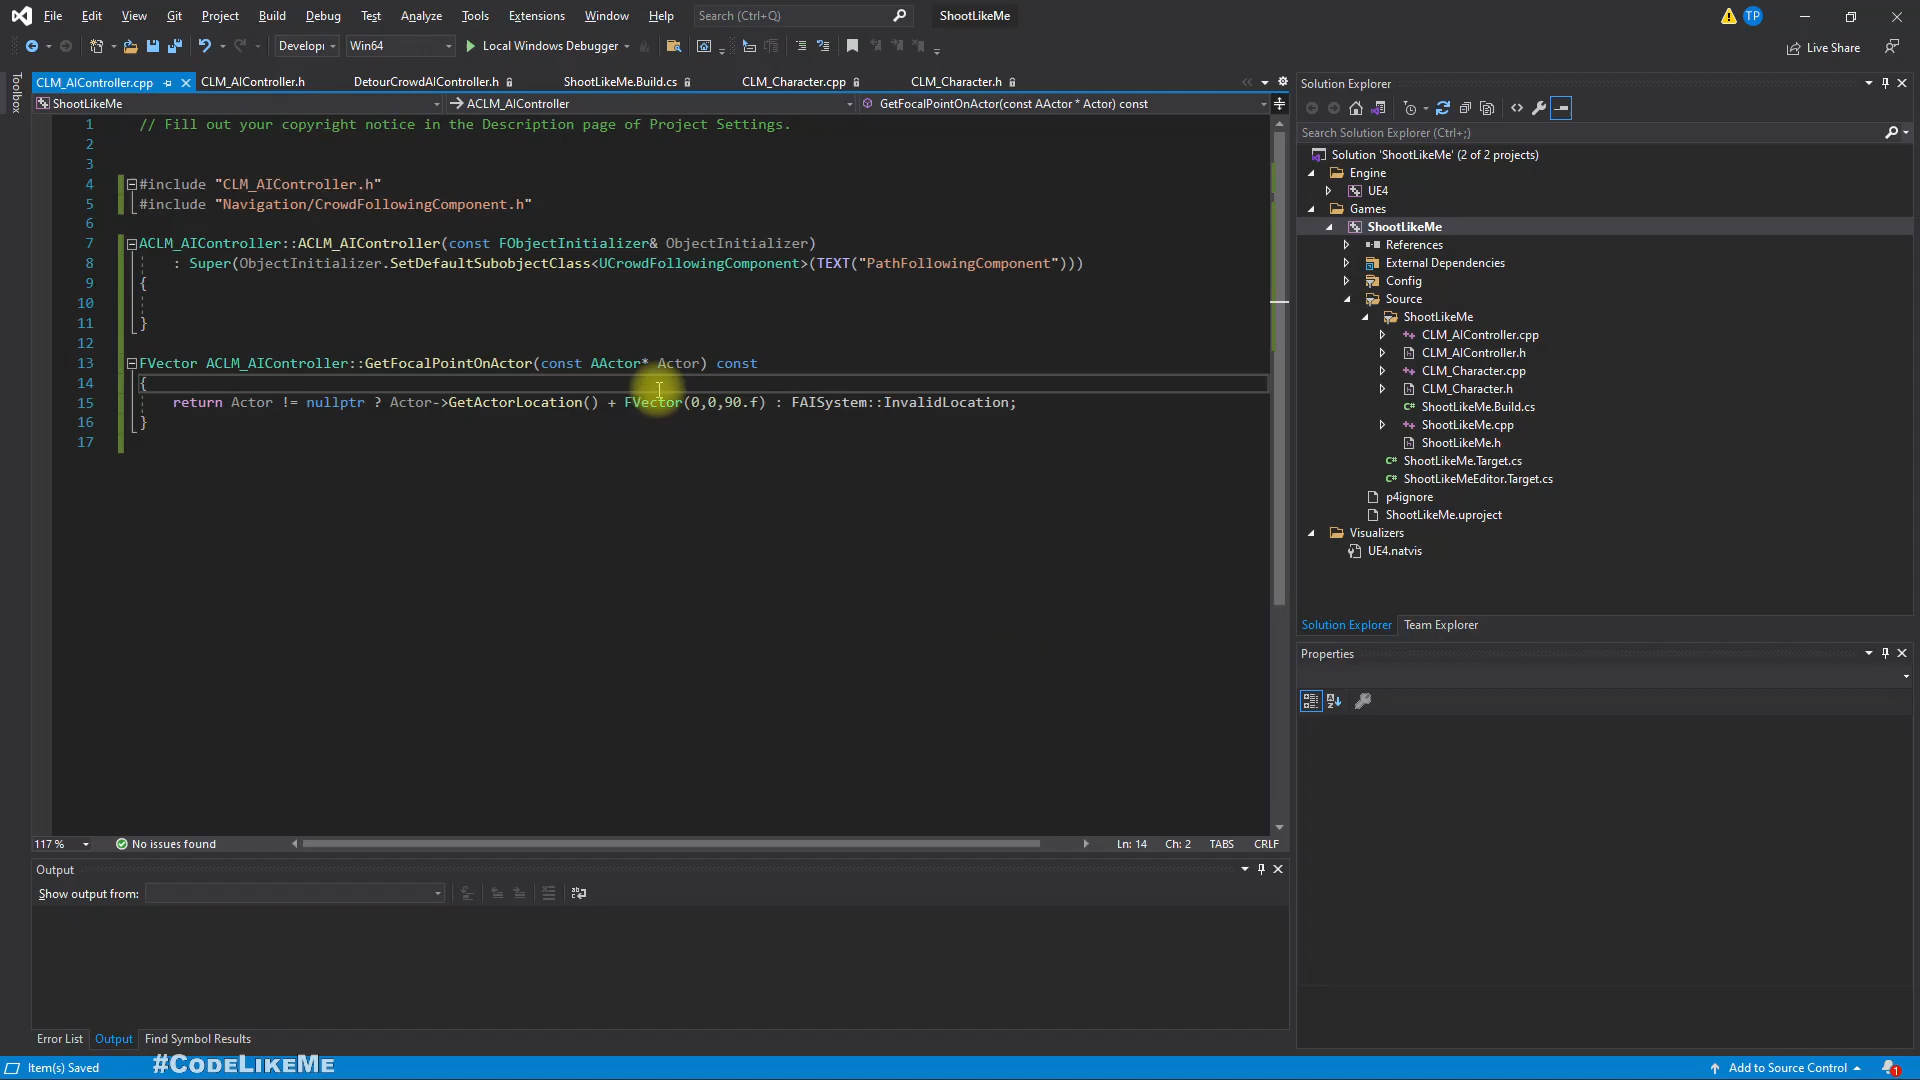 File Edit View Git Project Build Debug Test Analyze Tools Extensions Window Help Search (Ctrl+Q) ShootLikeMe TP
Develop Win64 Local Windows Debugger Live Share
Toolbox
CLM_AIController.cpp CLM_AIController.h DetourCrowdAIController.h ShootLikeMe.Build.cs CLM_Character.cpp CLM_Character.h
ShootLikeMe ACLM_AIController GetFocalPointOnActor(const AActor * Actor) const
1 // Fill out your copyright notice in the Description page of Project Settings.
2
3
4 #include "CLM_AIController.h"
5 #include "Navigation/CrowdFollowingComponent.h"
6
7 ACLM_AIController::ACLM_AIController(const FObjectInitializer& ObjectInitializer)
8 : Super(ObjectInitializer.SetDefaultSubobjectClass<UCrowdFollowingComponent>(TEXT("PathFollowingComponent")))
9 {
10
11 }
12
13 FVector ACLM_AIController::GetFocalPointOnActor(const AActor* Actor) const
14 {
15 return Actor != nullptr ? Actor->GetActorLocation() + FVector(0,0,90.f) : FAISystem::InvalidLocation;
16 }
17
117 % No issues found Ln: 14 Ch: 2 TABS CRLF
Output
Show output from:
Error List Output Find Symbol Results
Solution Explorer
Search Solution Explorer (Ctrl+;)
Solution 'ShootLikeMe' (2 of 2 projects)
Engine
UE4
Games
ShootLikeMe
References
External Dependencies
Config
Source
ShootLikeMe
CLM_AIController.cpp
CLM_AIController.h
CLM_Character.cpp
CLM_Character.h
ShootLikeMe.Build.cs
ShootLikeMe.cpp
ShootLikeMe.h
ShootLikeMe.Target.cs
ShootLikeMeEditor.Target.cs
p4ignore
ShootLikeMe.uproject
Visualizers
UE4.natvis
Solution Explorer Team Explorer
Properties
Item(s) Saved #CodeLikeMe Add to Source Control 1